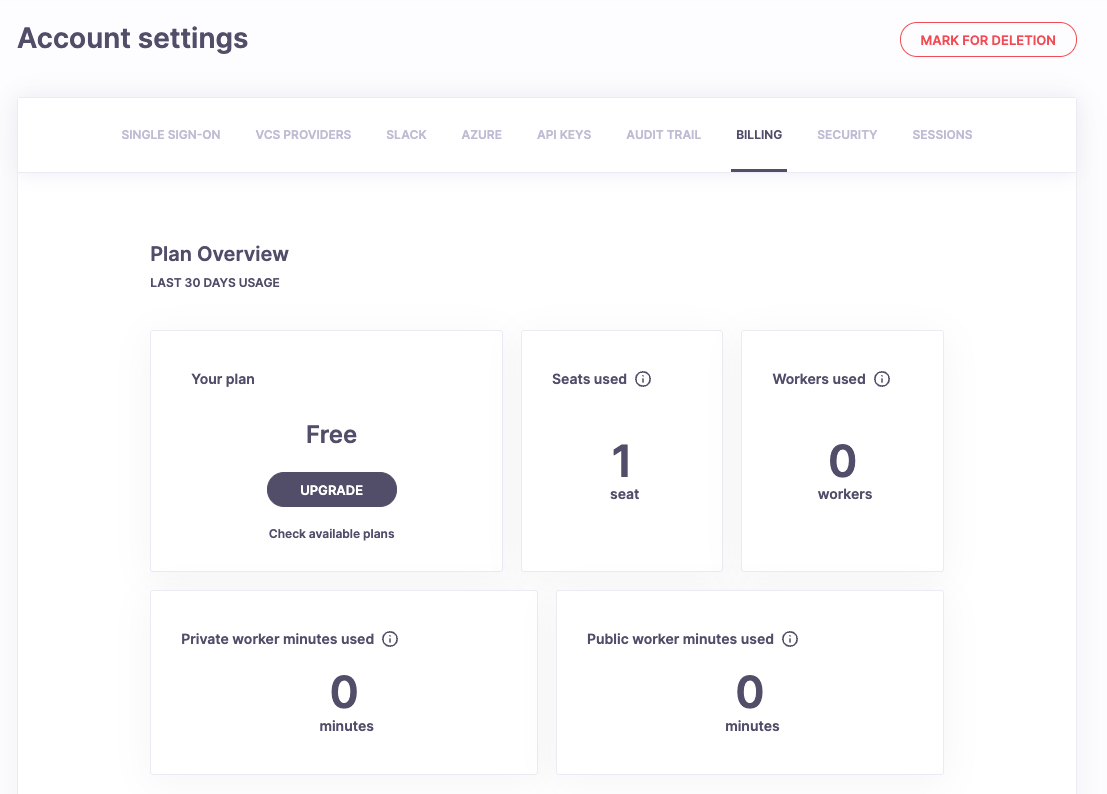 Account settings
MARK FOR DELETION
SINGLE SIGN-ON VCS PROVIDERS SLACK AZURE API KEYS AUDIT TRAIL BILLING SECURITY SESSIONS
Plan Overview
LAST 30 DAYS USAGE
Your plan
Free
UPGRADE
Check available plans
Seats used
1
seat
Workers used
0
workers
Private worker minutes used
0
minutes
Public worker minutes used
0
minutes